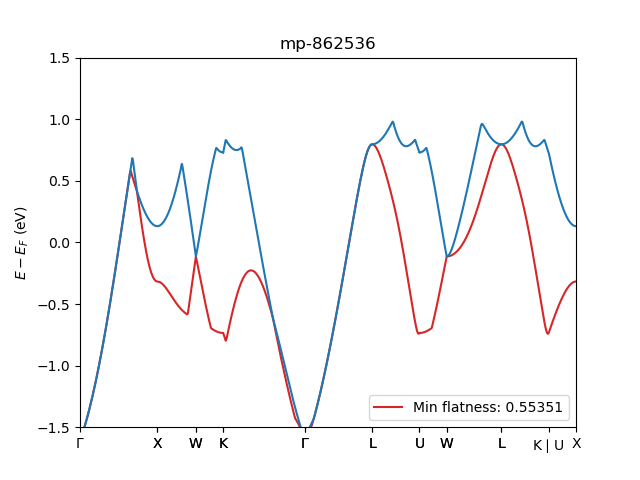 mp-862536
1.5
1.0
0.5
0.0
−0.5
−1.0
−1.5
E − E_F (eV)
Γ X W K Γ L U W L K | U X
Min flatness: 0.55351